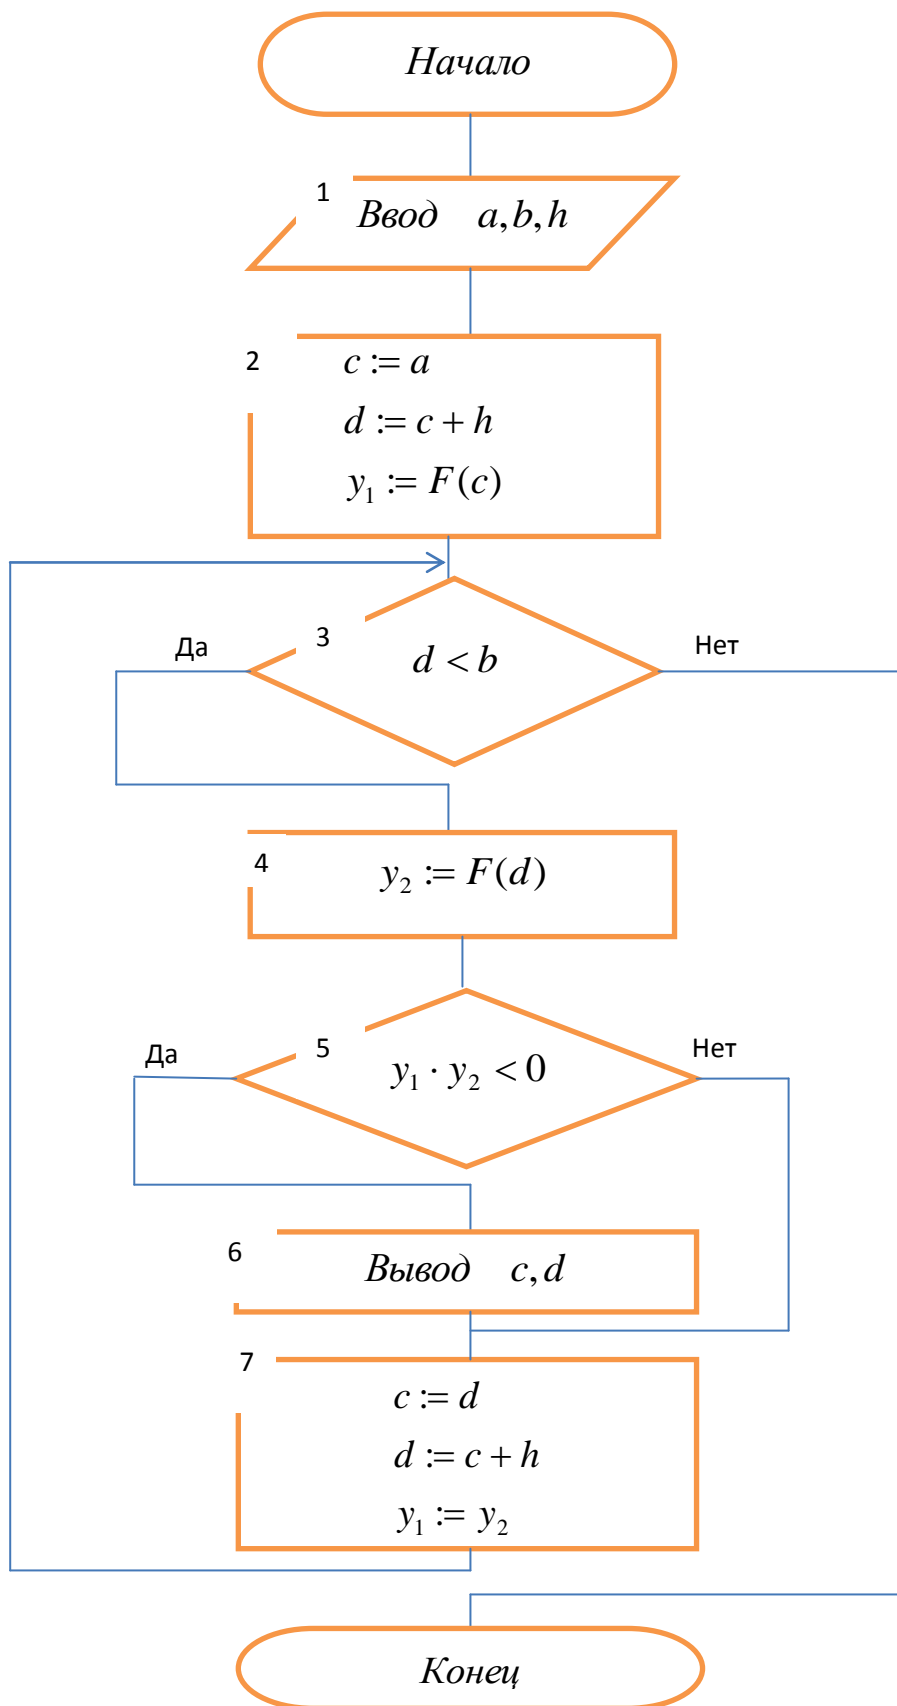 Начало
1
Ввод a,b,h
2
c := a
d := c + h
y₁ := F(c)
Да
3
d < b
Нет
4
y₂ := F(d)
Да
5
y₁ · y₂ < 0
Нет
6
Вывод c,d
7
c := d
d := c + h
y₁ := y₂
Конец